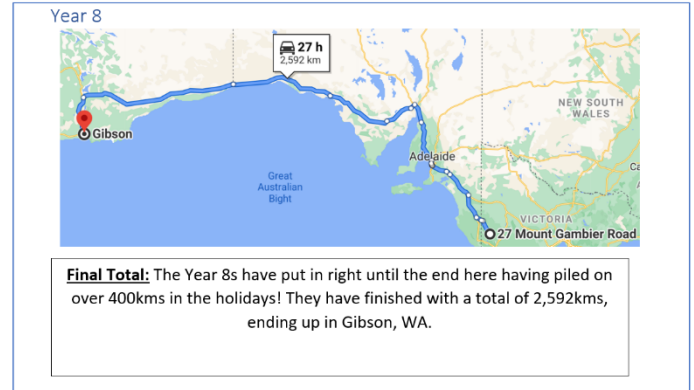 Year 8
27 h
2,592 km
NEW SOUTH
WALES
Gibson
Adelaide
Great
Australian
Bight
VICTORIA
27 Mount Gambier Road
Final Total: The Year 8s have put in right until the end here having piled on
over 400kms in the holidays! They have finished with a total of 2,592kms,
ending up in Gibson, WA.